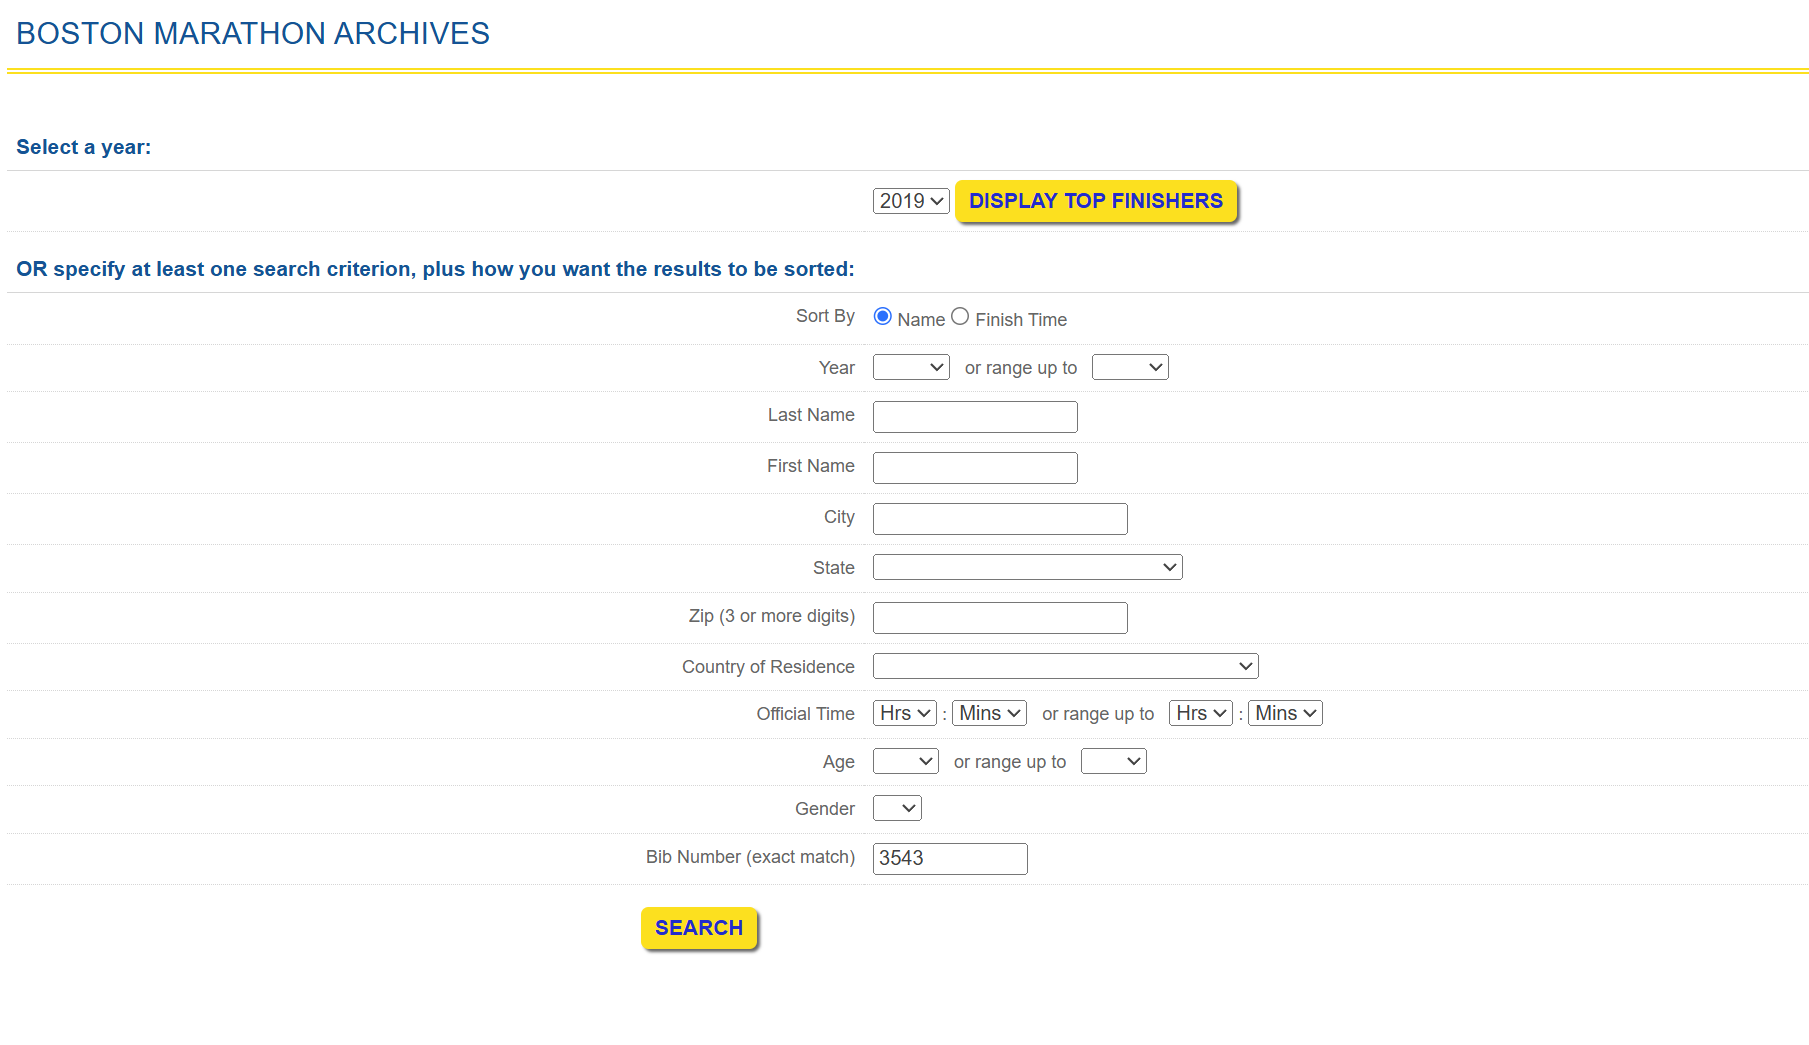 BOSTON MARATHON ARCHIVES
Select a year:
2019 DISPLAY TOP FINISHERS
OR specify at least one search criterion, plus how you want the results to be sorted:
Sort By Name Finish Time
Year or range up to
Last Name
First Name
City
State
Zip (3 or more digits)
Country of Residence
Official Time Hrs : Mins or range up to Hrs : Mins
Age or range up to
Gender
Bib Number (exact match) 3543
SEARCH